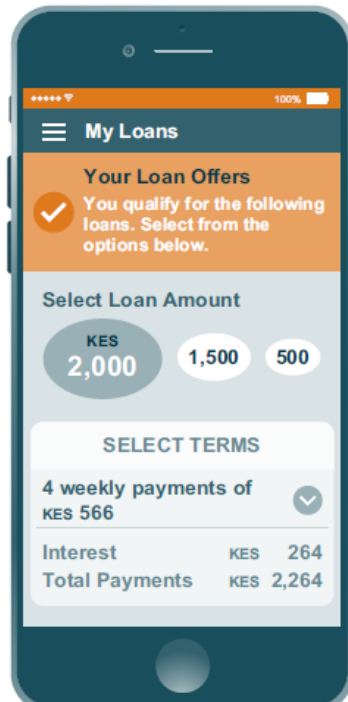 100%
My Loans
Your Loan Offers
You qualify for the following
loans. Select from the
options below.
Select Loan Amount
KES
2,000
1,500
500
SELECT TERMS
4 weekly payments of
KES 566
Interest KES 264
Total Payments KES 2,264